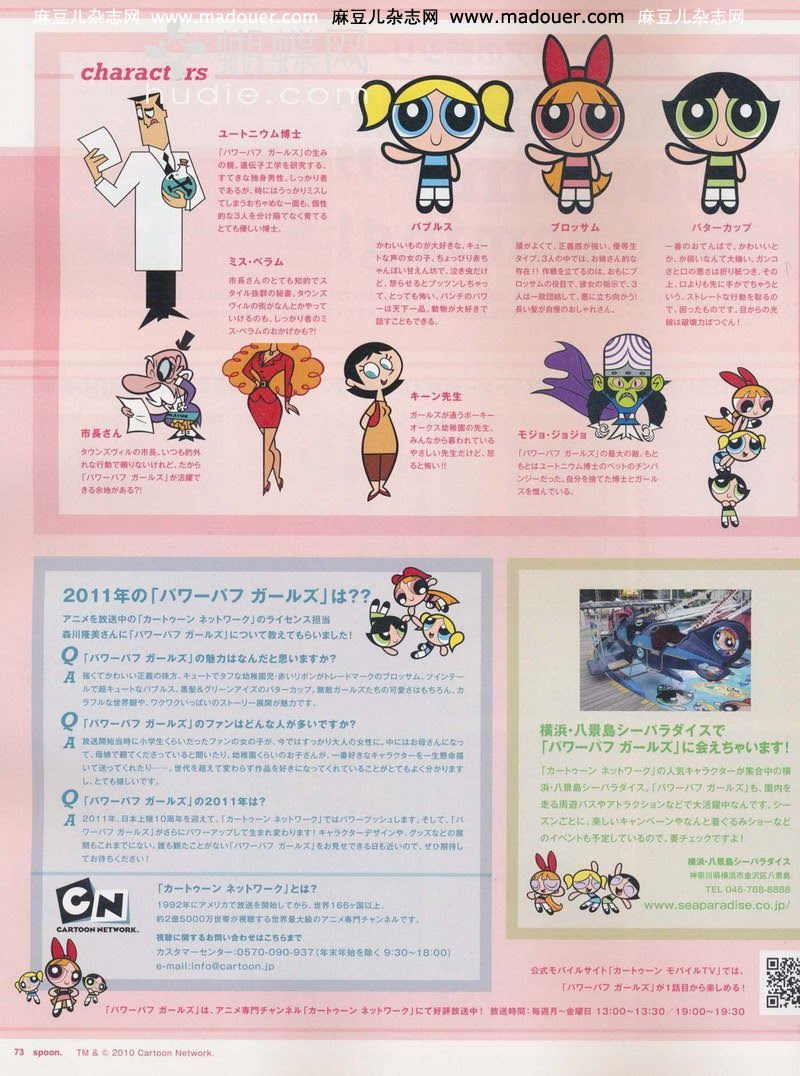 麻豆儿杂志网 www.madouer.com 麻豆儿杂志网 www.madouer.com 麻豆儿杂志网
蝴蝶网
hudie.com
characters
ユートニウム博士
「パワーパフ ガールズ」の生み
の親。遺伝子工学を研究する、
すてきな独身男性。しっかり者
であるが、時にはうっかりミスし
てしまうおちゃめな一面も。個性
的な3人を分け隔てなく育てる
とても優しい博士。
バブルス
かわいいものが大好きな、キュー
トな声の女の子。ちょっぴり赤ち
ゃんぽい甘えん坊で、泣き虫だけ
ど、怒らせるとプッツンしちゃっ
て、とっても怖い。パンチのパワ
ーは天下一品。動物が大好きで
話すこともできる。
ブロッサム
頭がよくて、正義感が強い、優等生
タイプ。3人の中では、お姉さん的な
存在!! 作戦を立てるのは、おもにブ
ロッサムの役目で、彼女の指示で、3
人は一致団結して、悪に立ち向かう!
長い髪が自慢のおしゃれさん。
バターカップ
一番のおてんばで、かわいいと
か、か弱いなんて大嫌い。ガンコ
さと口の悪さは折り紙つき。その
上、口よりも先に手がでちゃうと
いう、ストレートな行動を取るの
で、困ったものです。目からの光
線は破壊力ばつぐん!
ミス・ベラム
市長さんのとても知的で
スタイル抜群の秘書。タウンズ
ヴィルの街がなんとかやってい
けるのも、しっかり者のミ
ス・ベラムのおかげかも?!
MAYOR
市長さん
タウンズヴィルの市長。いつも的外
れな行動で頼りないけれど、だから
「パワーパフ ガールズ」が活躍で
きる余地がある?!
キーン先生
ガールズが通うポーキー
オークス幼稚園の先生。
みんなから慕われている
やさしい先生だけど、怒
ると怖い!!
モジョ・ジョジョ
「パワーパフ ガールズ」の最大の敵。もと
もとはユートニウム博士のペットのチンパ
ンジーだった。自分を捨てた博士とガール
ズを憎んでいる。
2011年の「パワーパフ ガールズ」は??
アニメを放送中の「カートゥーン ネットワーク」のライセンス担当
森川隆美さんに「パワーパフ ガールズ」について教えてもらいました!
Q 「パワーパフ ガールズ」の魅力はなんだと思いますか?
A 強くてかわいい正義の味方。キュートでタフな幼稚園児・赤いリボンがトレードマークのブロッサム、ツインテー
ルで超キュートなバブルス、黒髪&グリーンアイズのバターカップ。無敵ガールズたちの可愛さはもちろん、カ
ラフルな世界観や、ワクワクいっぱいのストーリー展開が魅力です。
Q 「パワーパフ ガールズ」のファンはどんな人が多いですか?
A 放送開始当時に小学生くらいだったファンの女の子が、今ではすっかり大人の女性に。中にはお母さんになっ
て、母娘で観てくださっていると聞いたり、幼稚園くらいのお子さんが、一番好きなキャラクターを一生懸命描
いて送ってくれたり……。世代を超えて変わらず作品を好きになってくれていることがとてもよく分かりま
すし、とても嬉しいです。
Q 「パワーパフ ガールズ」の2011年は?
A 2011年、日本上陸10周年を迎えて、「カートゥーン ネットワーク」ではパワープッシュします。そして、「パ
ワーパフ ガールズ」がさらにパワーアップして生まれ変わります! キャラクターデザインや、グッズなどの展
開もこれまでにない、誰も観たことがない「パワーパフ ガールズ」をお見せできる日も近いので、ぜひ期待し
てお待ちください!
CN
CARTOON NETWORK.
「カートゥーン ネットワーク」とは?
1992年にアメリカで放送を開始してから、世界166ヶ国以上、
約2億5000万世帯が視聴する世界最大級のアニメ専門チャンネルです。
視聴に関するお問い合わせはこちらまで
カスタマーセンター:0570-090-937(年末年始を除く 9:30~18:00)
e-mail:info@cartoon.jp
横浜・八景島シーパラダイスで
「パワーパフ ガールズ」に会えちゃいます!
「カートゥーン ネットワーク」の人気キャラクターが集合中の横
浜・八景島シーパラダイス。「パワーパフ ガールズ」も、園内を
走る周遊バスやアトラクションなどで大活躍中なんです。シー
ズンごとに、楽しいキャンペーンやなんと着ぐるみショーなど
のイベントも予定しているので、要チェックですよ!
横浜・八景島シーパラダイス
神奈川県横浜市金沢区八景島
TEL 045-788-8888
www.seaparadise.co.jp/
公式モバイルサイト「カートゥーン モバイルTV」では、
「パワーパフ ガールズ」が1話目から楽しめる!
「パワーパフ ガールズ」は、アニメ専門チャンネル「カートゥーン ネットワーク」にて好評放送中! 放送時間:毎週月~金曜日 13:00~13:30/19:00~19:30
73 spoon. TM & © 2010 Cartoon Network.